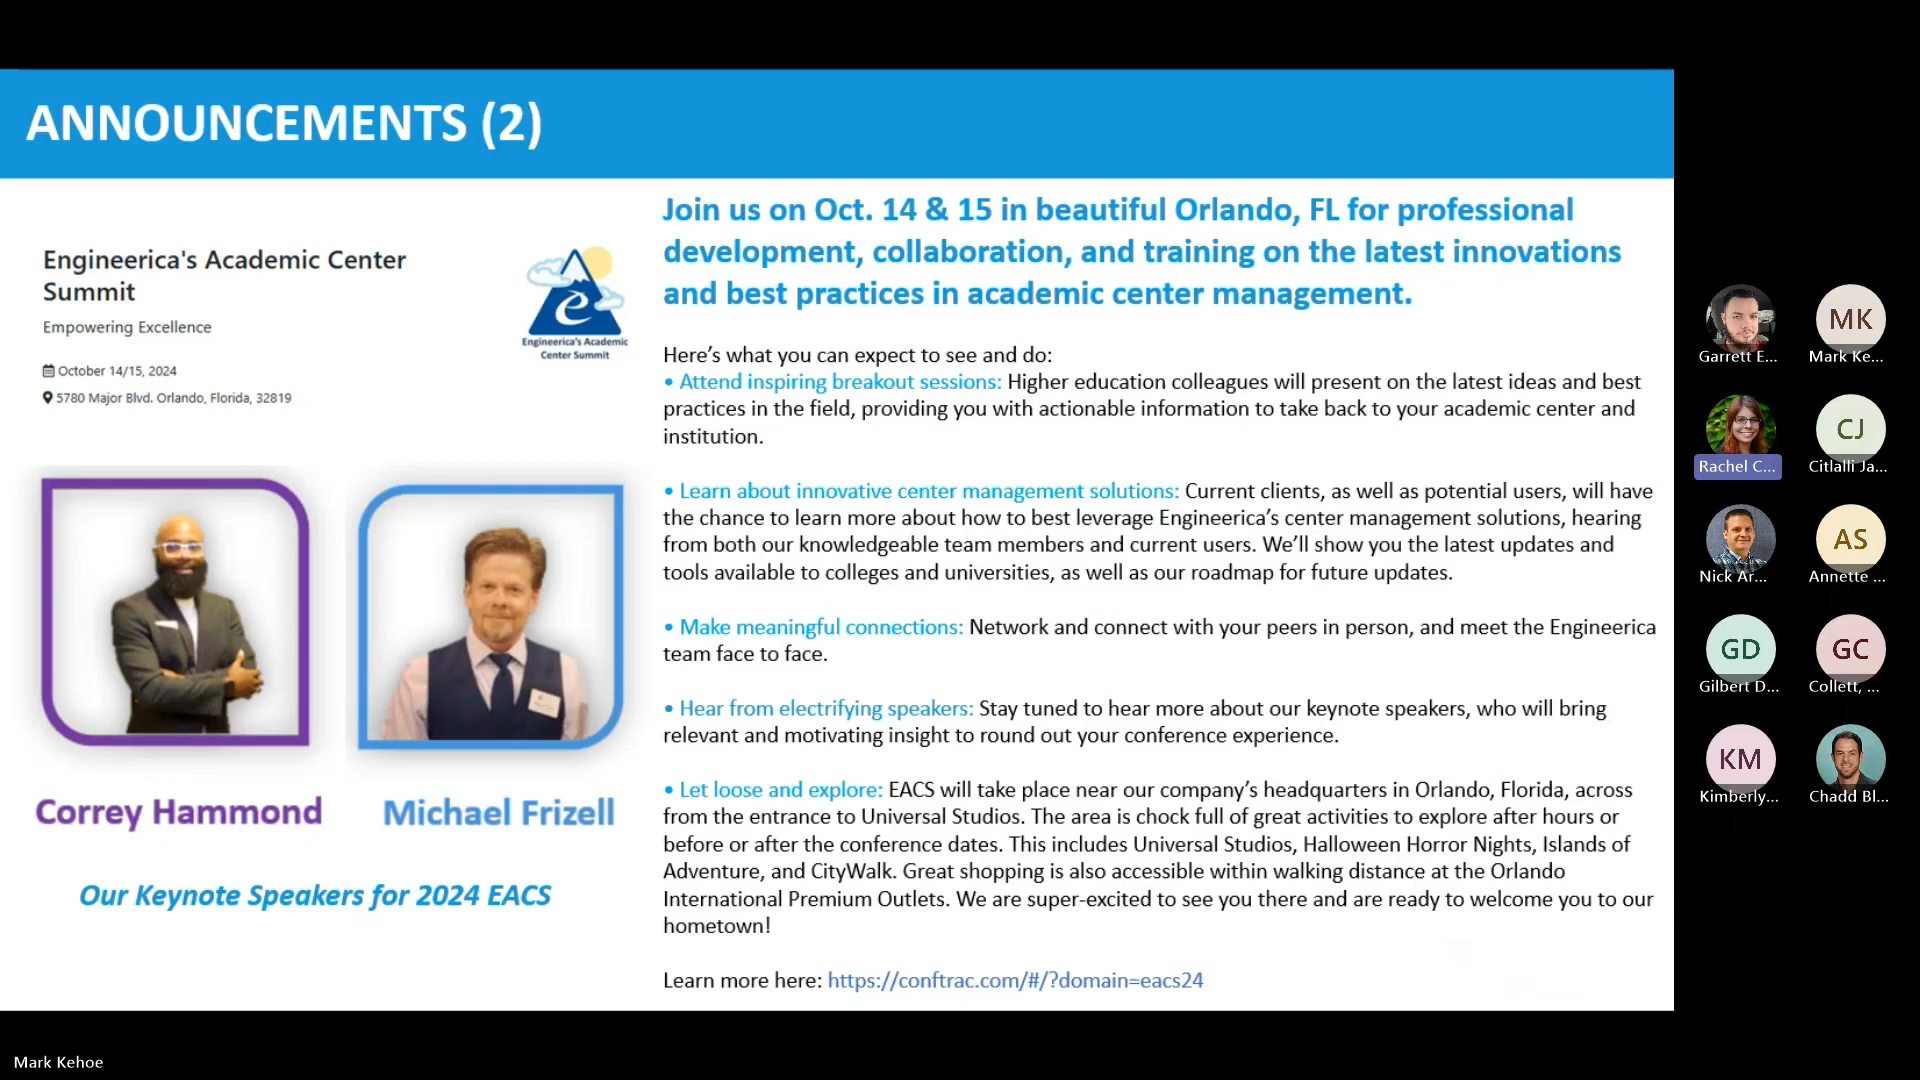 ANNOUNCEMENTS (2)
Engineerica's Academic Center
Summit
Empowering Excellence
October 14/15, 2024
5780 Major Blvd. Orlando, Florida, 32819
Engineerica's Academic
Center Summit
Correy Hammond
Michael Frizell
Our Keynote Speakers for 2024 EACS
Join us on Oct. 14 & 15 in beautiful Orlando, FL for professional
development, collaboration, and training on the latest innovations
and best practices in academic center management.
Here's what you can expect to see and do:
• Attend inspiring breakout sessions: Higher education colleagues will present on the latest ideas and best
practices in the field, providing you with actionable information to take back to your academic center and
institution.
• Learn about innovative center management solutions: Current clients, as well as potential users, will have
the chance to learn more about how to best leverage Engineerica's center management solutions, hearing
from both our knowledgeable team members and current users. We'll show you the latest updates and
tools available to colleges and universities, as well as our roadmap for future updates.
• Make meaningful connections: Network and connect with your peers in person, and meet the Engineerica
team face to face.
• Hear from electrifying speakers: Stay tuned to hear more about our keynote speakers, who will bring
relevant and motivating insight to round out your conference experience.
• Let loose and explore: EACS will take place near our company's headquarters in Orlando, Florida, across
from the entrance to Universal Studios. The area is chock full of great activities to explore after hours or
before or after the conference dates. This includes Universal Studios, Halloween Horror Nights, Islands of
Adventure, and CityWalk. Great shopping is also accessible within walking distance at the Orlando
International Premium Outlets. We are super-excited to see you there and are ready to welcome you to our
hometown!
Learn more here: https://conftrac.com/#/?domain=eacs24
Garrett E...
MK
Mark Ke...
Rachel C...
CJ
Citlalli Ja...
Nick Ar...
AS
Annette ...
GD
Gilbert D...
GC
Collett, ...
KM
Kimberly...
Chadd Bl...
Mark Kehoe